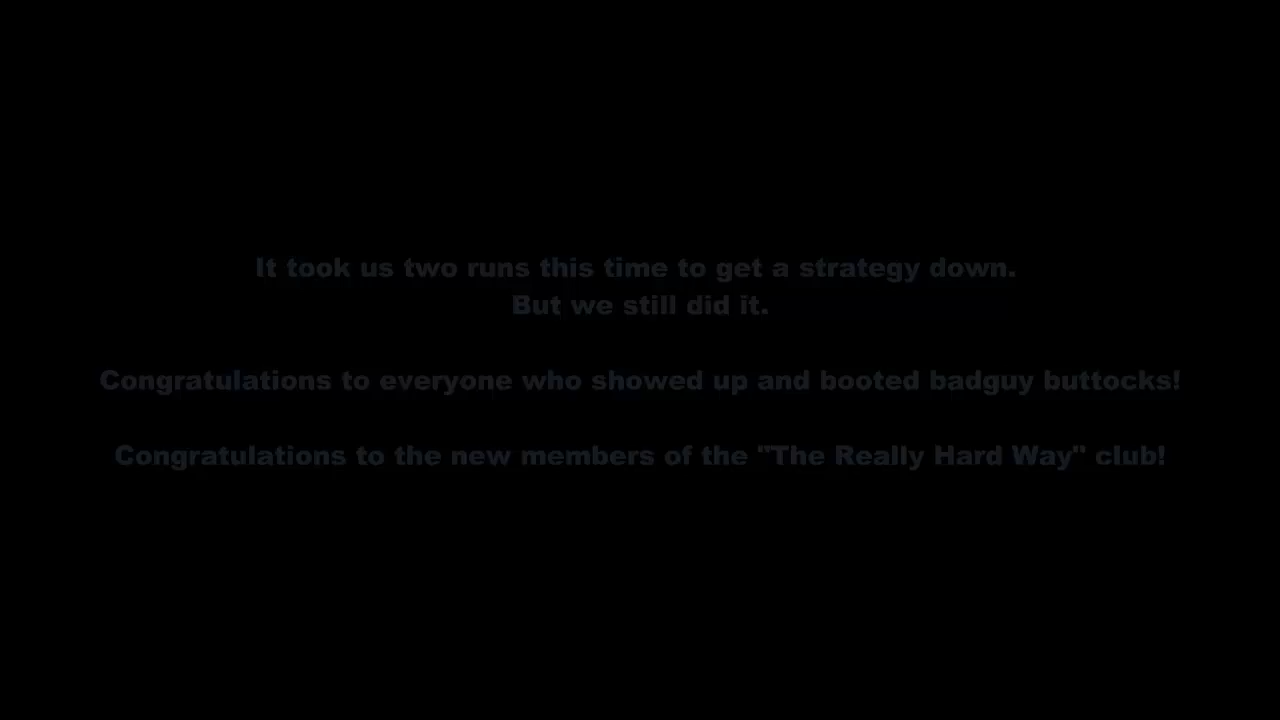 It took us two runs this time to get a strategy down.
But we still did it.
Congratulations to everyone who showed up and booted badguy buttocks!
Congratulations to the new members of the "The Really Hard Way" club!